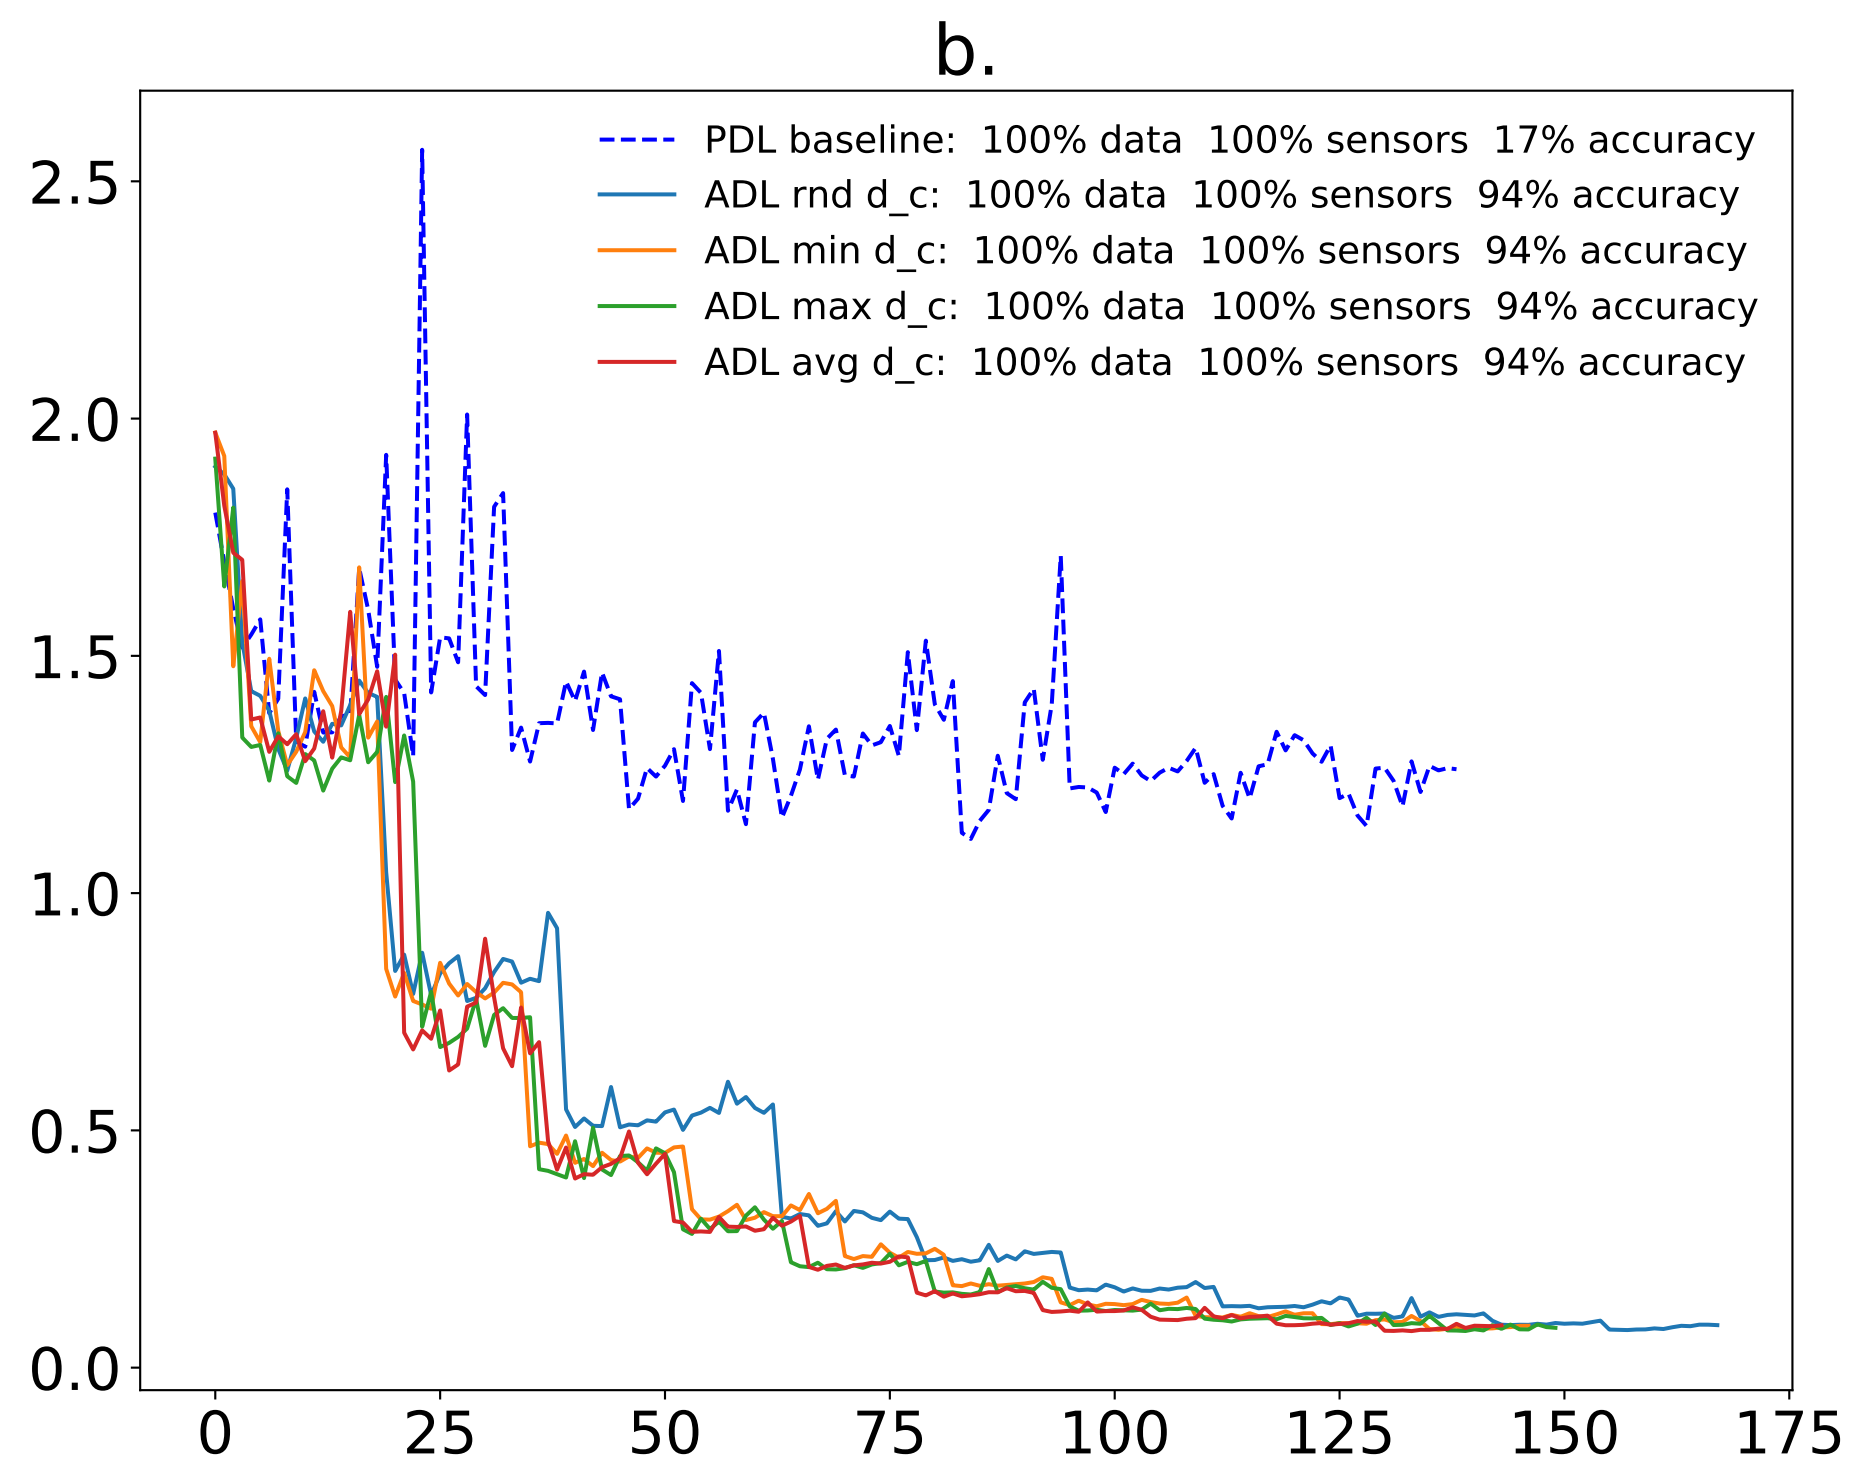 b.
PDL baseline:  100% data  100% sensors  17% accuracy
ADL rnd d_c:  100% data  100% sensors  94% accuracy
ADL min d_c:  100% data  100% sensors  94% accuracy
ADL max d_c:  100% data  100% sensors  94% accuracy
ADL avg d_c:  100% data  100% sensors  94% accuracy
2.5
2.0
1.5
1.0
0.5
0.0
0 25 50 75 100 125 150 175